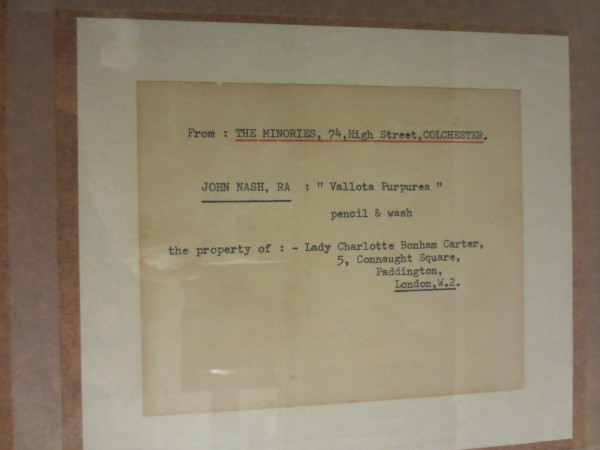 From : THE MINORIES, 74,High Street,COLCHESTER.
JOHN NASH, RA : " Vallota Purpurea "
pencil & wash
the property of : - Lady Charlotte Bonham Carter,
5, Connaught Square,
Paddington,
London,W.2.